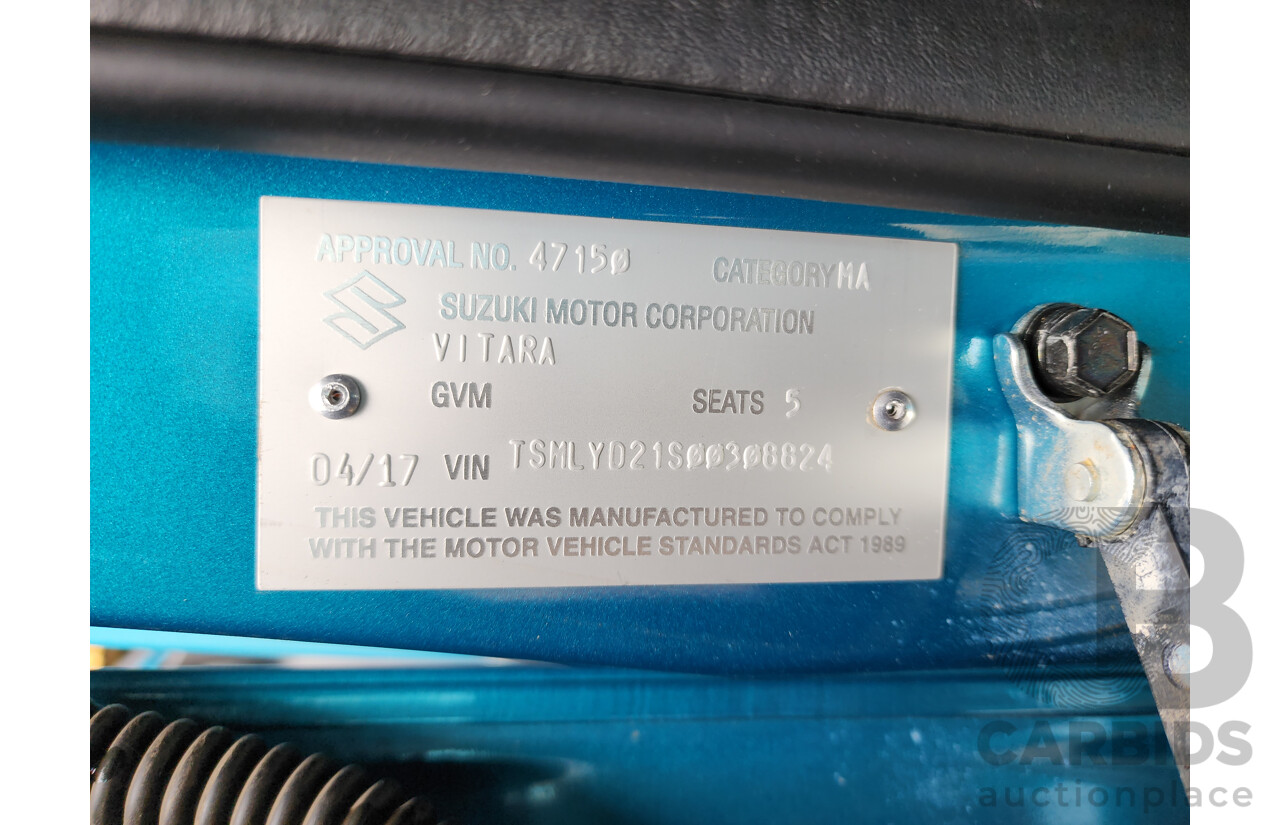 APPROVAL NO. 47150 CATEGORY MA
SUZUKI MOTOR CORPORATION
VITARA
GVM SEATS 5
04/17 VIN TSMLYD21S00308824
THIS VEHICLE WAS MANUFACTURED TO COMPLY
WITH THE MOTOR VEHICLE STANDARDS ACT 1989
B
CARBIDS
auctionplace